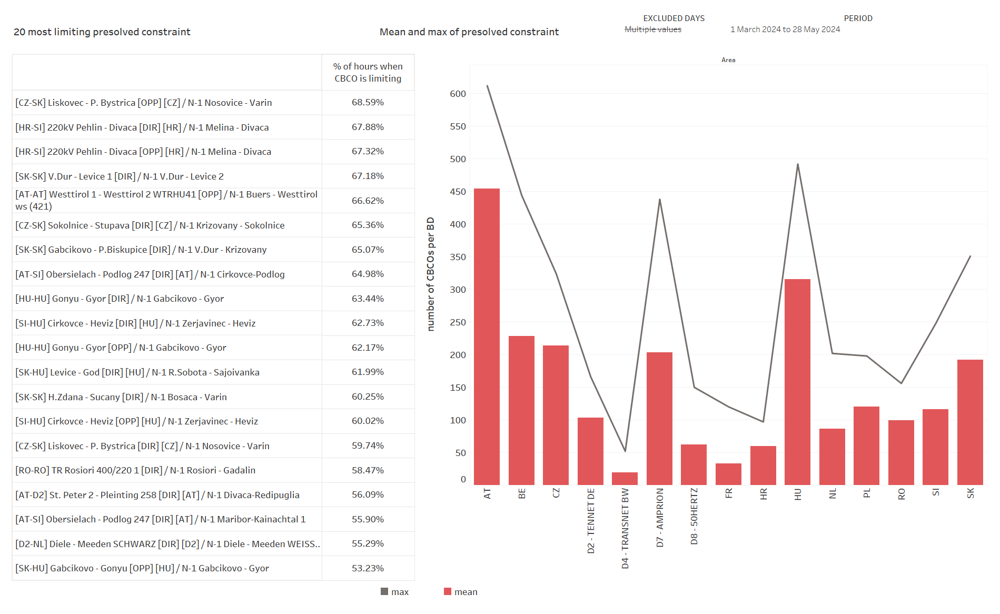 EXCLUDED DAYS
PERIOD
20 most limiting presolved constraint
Mean and max of presolved constraint
Multiple values
1 March 2024 to 28 May 2024
% of hours when
CBCO is limiting
[CZ-SK] Liskovec - P. Bystrica [OPP] [CZ] / N-1 Nosovice - Varin 68.59%
[HR-SI] 220kV Pehlin - Divaca [DIR] [HR] / N-1 Melina - Divaca 67.88%
[HR-SI] 220kV Pehlin - Divaca [OPP] [HR] / N-1 Melina - Divaca 67.32%
[SK-SK] V.Dur - Levice 1 [DIR] / N-1 V.Dur - Levice 2 67.18%
[AT-AT] Westtirol 1 - Westtirol 2 WTRHU41 [OPP] / N-1 Buers - Westtirol
ws (421) 66.62%
[CZ-SK] Sokolnice - Stupava [DIR] [CZ] / N-1 Krizovany - Sokolnice 65.36%
[SK-SK] Gabcikovo - P.Biskupice [DIR] / N-1 V.Dur - Krizovany 65.07%
[AT-SI] Obersielach - Podlog 247 [DIR] [AT] / N-1 Cirkovce-Podlog 64.98%
[HU-HU] Gonyu - Gyor [DIR] / N-1 Gabcikovo - Gyor 63.44%
[SI-HU] Cirkovce - Heviz [DIR] [HU] / N-1 Zerjavinec - Heviz 62.73%
[HU-HU] Gonyu - Gyor [OPP] / N-1 Gabcikovo - Gyor 62.17%
[SK-HU] Levice - God [DIR] [HU] / N-1 R.Sobota - Sajoivanka 61.99%
[SK-SK] H.Zdana - Sucany [DIR] / N-1 Bosaca - Varin 60.25%
[SI-HU] Cirkovce - Heviz [OPP] [HU] / N-1 Zerjavinec - Heviz 60.02%
[CZ-SK] Liskovec - P. Bystrica [DIR] [CZ] / N-1 Nosovice - Varin 59.74%
[RO-RO] TR Rosiori 400/220 1 [DIR] / N-1 Rosiori - Gadalin 58.47%
[AT-D2] St. Peter 2 - Pleinting 258 [DIR] [AT] / N-1 Divaca-Redipuglia 56.09%
[AT-SI] Obersielach - Podlog 247 [DIR] [AT] / N-1 Maribor-Kainachtal 1 55.90%
[D2-NL] Diele - Meeden SCHWARZ [DIR] [D2] / N-1 Diele - Meeden WEISS.. 55.29%
[SK-HU] Gabcikovo - Gonyu [OPP] [HU] / N-1 Gabcikovo - Gyor 53.23%
Area
number of CBCOs per BD
600
550
500
450
400
350
300
250
200
150
100
50
0
AT
BE
CZ
D2 - TENNET DE
D4 - TRANSNET BW
D7 - AMPRION
D8 - 50HERTZ
FR
HR
HU
NL
PL
RO
SI
SK
max
mean